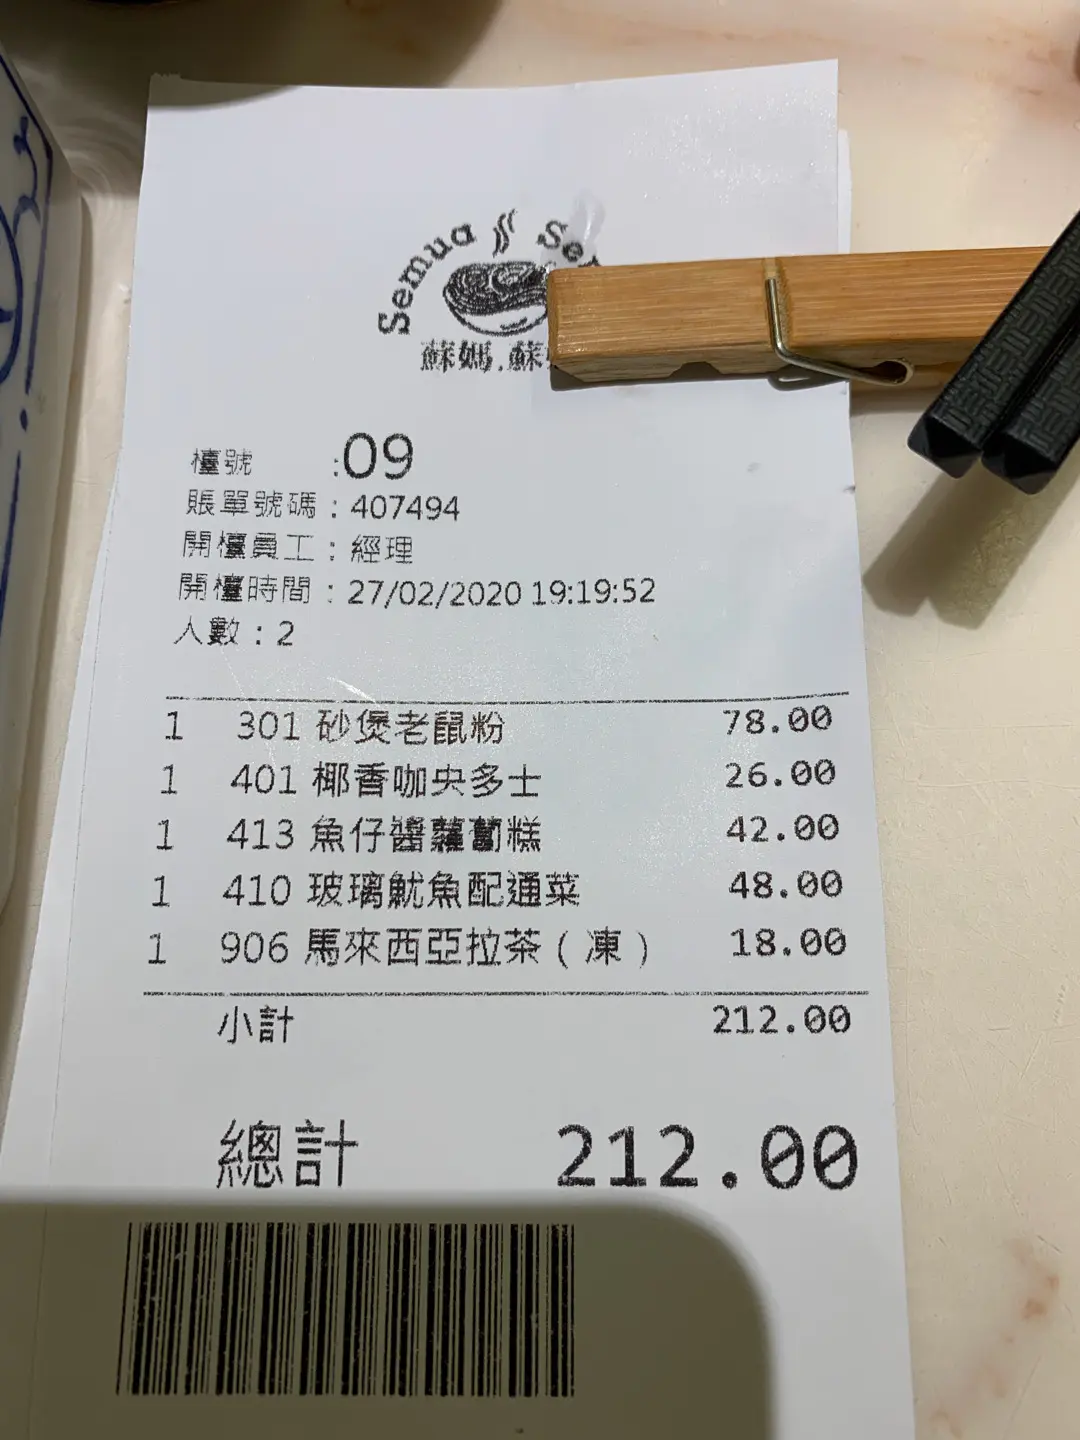 Semua Se
蘇媽.蘇
檯號 :09
賬單號碼：407494
開檯員工：經理
開檯時間：27/02/2020 19:19:52
人數：2
1 301 砂煲老鼠粉 78.00
1 401 椰香咖央多士 26.00
1 413 魚仔醬蘿蔔糕 42.00
1 410 玻璃魷魚配通菜 48.00
1 906 馬來西亞拉茶（凍） 18.00
小計 212.00
總計 212.00